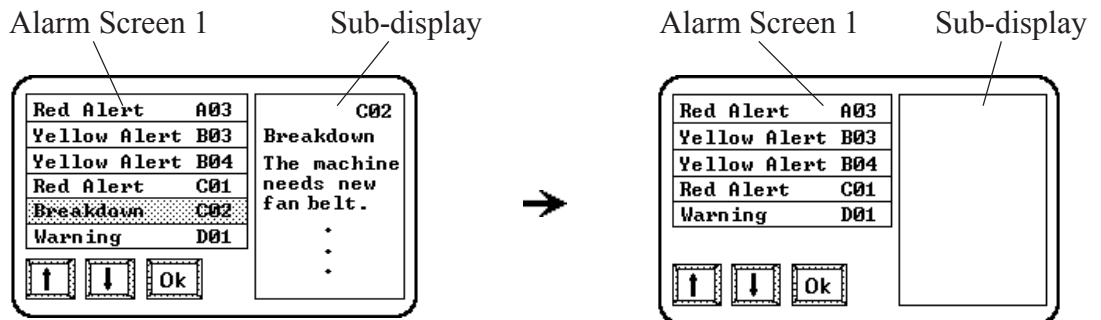 Alarm Screen 1 Sub-display
Red Alert A03
Yellow Alert B03
Yellow Alert B04
Red Alert C01
Breakdown C02
Warning D01
Ok
C02
Breakdown
The machine
needs new
fan belt.
Alarm Screen 1 Sub-display
Red Alert A03
Yellow Alert B03
Yellow Alert B04
Red Alert C01
Warning D01
Ok